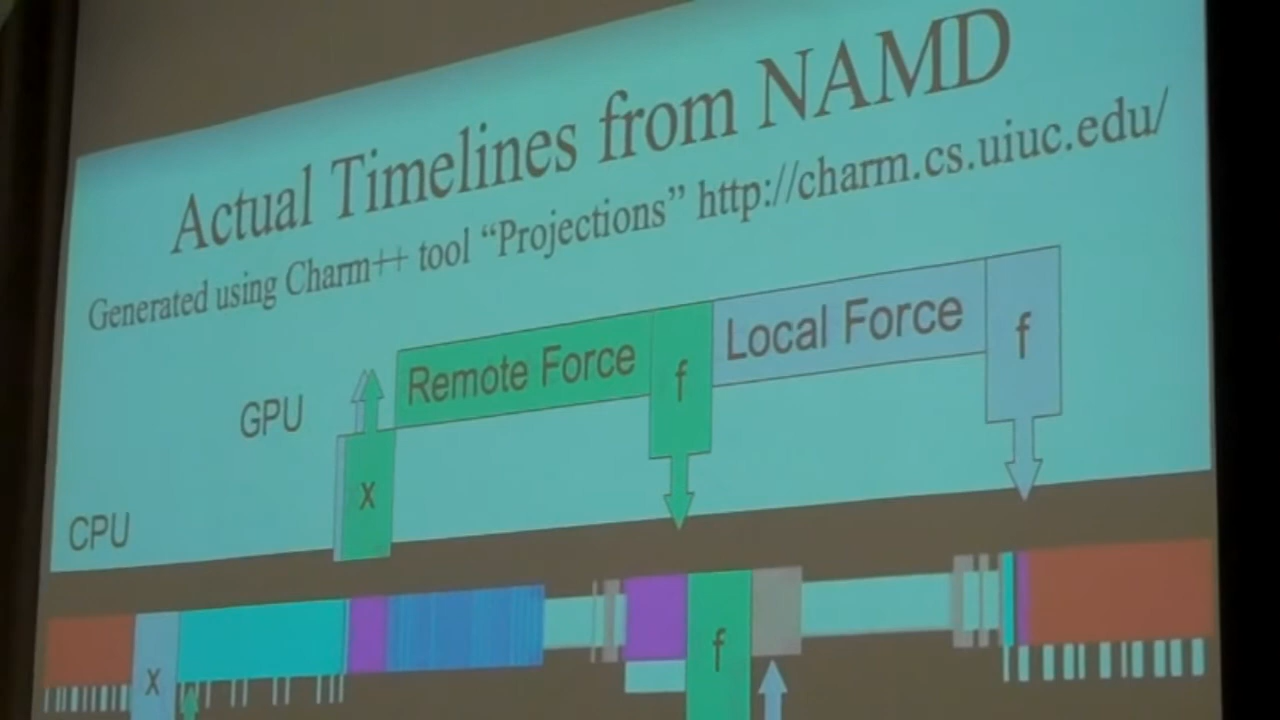 Actual Timelines from NAMD
Generated using Charm++ tool “Projections” http://charm.cs.uiuc.edu/
GPU
Remote Force
f
Local Force
f
x
CPU
x
f